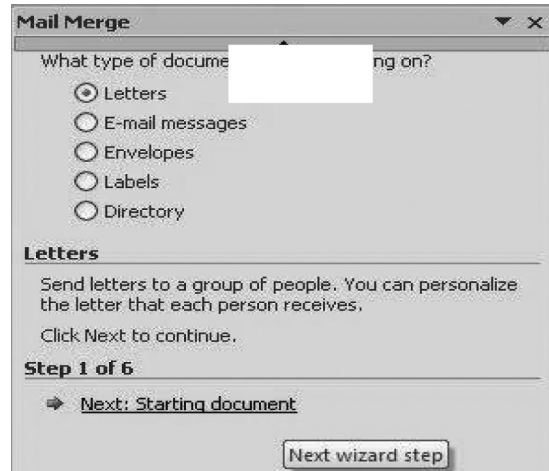 Mail Merge
What type of docume ng on?
Letters
E-mail messages
Envelopes
Labels
Directory
Letters
Send letters to a group of people. You can personalize
the letter that each person receives.
Click Next to continue.
Step 1 of 6
Next: Starting document
Next wizard step